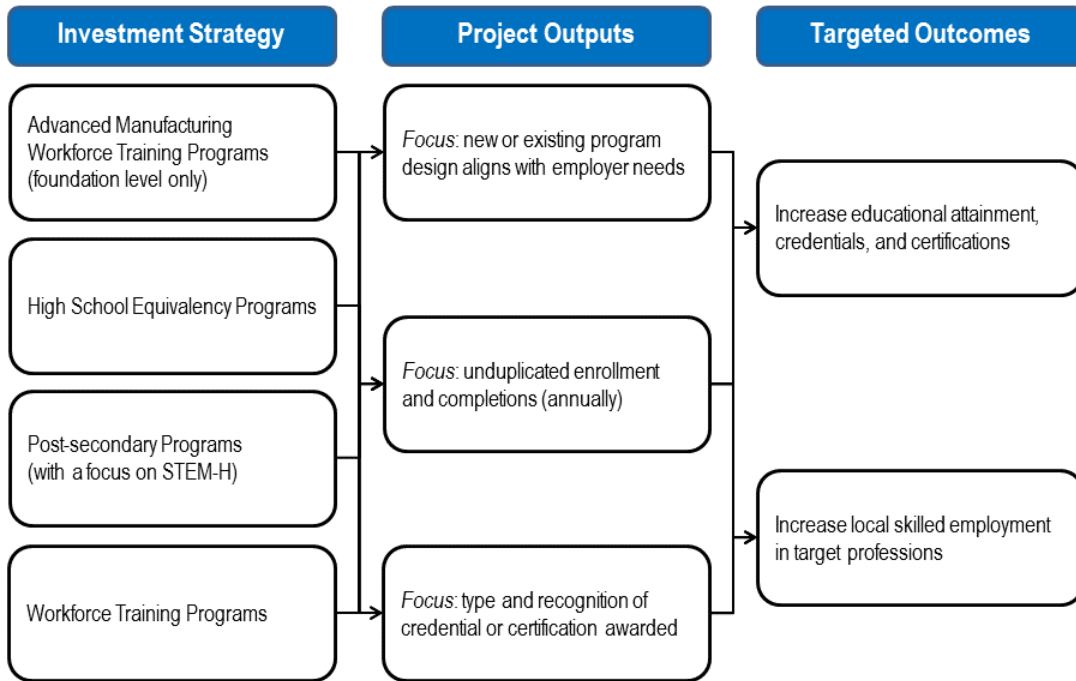 Investment Strategy
Project Outputs
Targeted Outcomes
Advanced Manufacturing
Workforce Training Programs
(foundation level only)
High School Equivalency Programs
Post-secondary Programs
(with a focus on STEM-H)
Workforce Training Programs
Focus: new or existing program
design aligns with employer needs
Focus: unduplicated enrollment
and completions (annually)
Focus: type and recognition of
credential or certification awarded
Increase educational attainment,
credentials, and certifications
Increase local skilled employment
in target professions